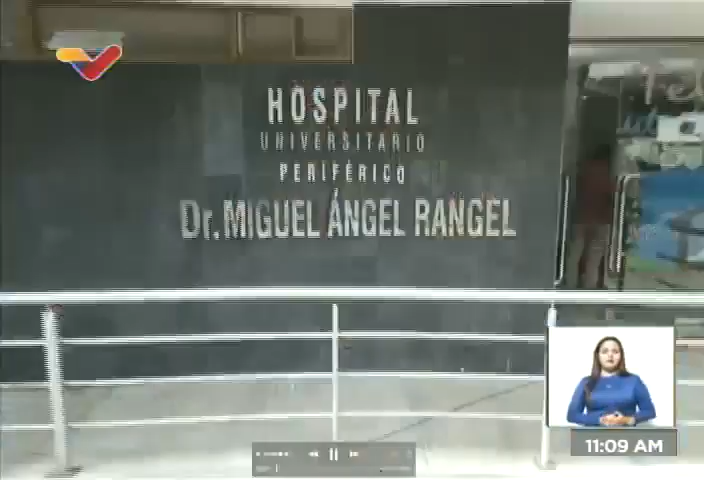 HOSPITAL
UNIVERSITARIO
PERIFÉRICO
Dr. MIGUEL ÁNGEL RANGEL
11:09 AM